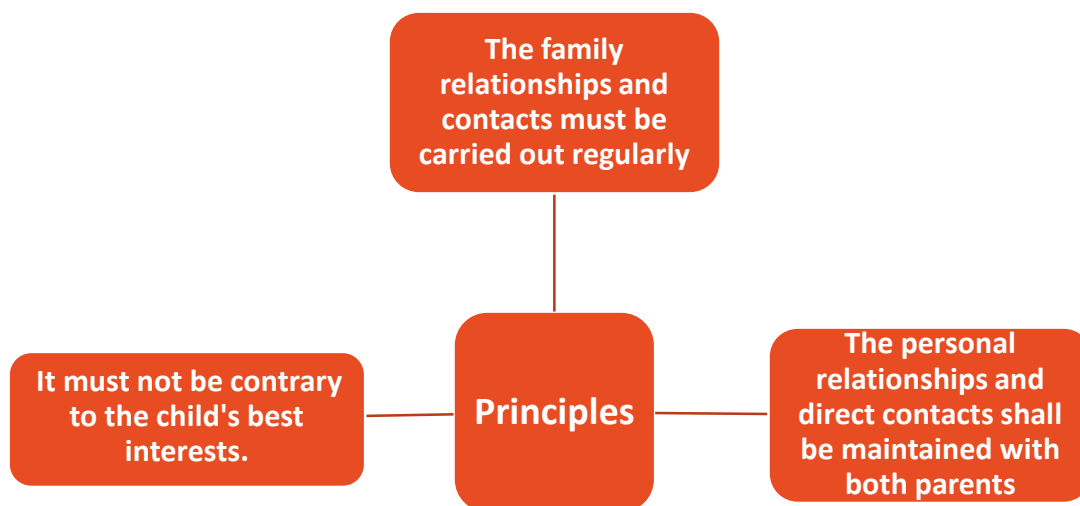 The family
relationships and
contacts must be
carried out regularly
It must not be contrary
to the child's best
interests.
Principles
The personal
relationships and
direct contacts shall
be maintained with
both parents